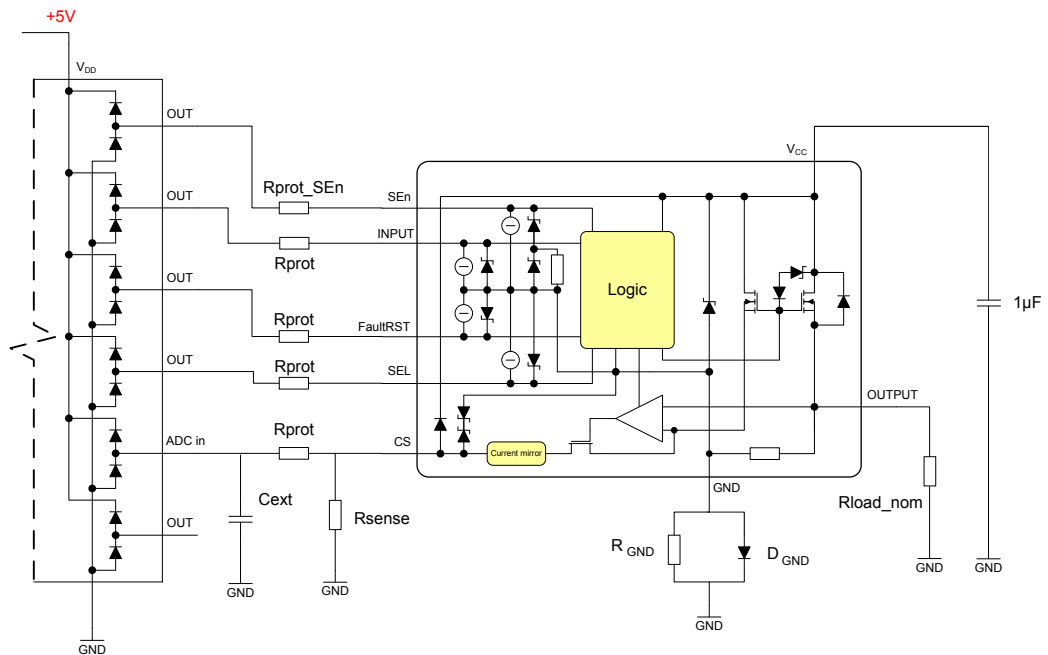 +5V
VDD
OUT
VCC
Rprot_SEn
SEn
OUT
INPUT
Rprot
Logic
OUT
1µF
Rprot
FaultRST
OUT
Rprot
SEL
OUTPUT
ADC in
Rprot
CS
Current mirror
GND
Cext
Rsense
Rload_nom
OUT
R GND
D GND
GND
GND
GND
GND
GND
GND